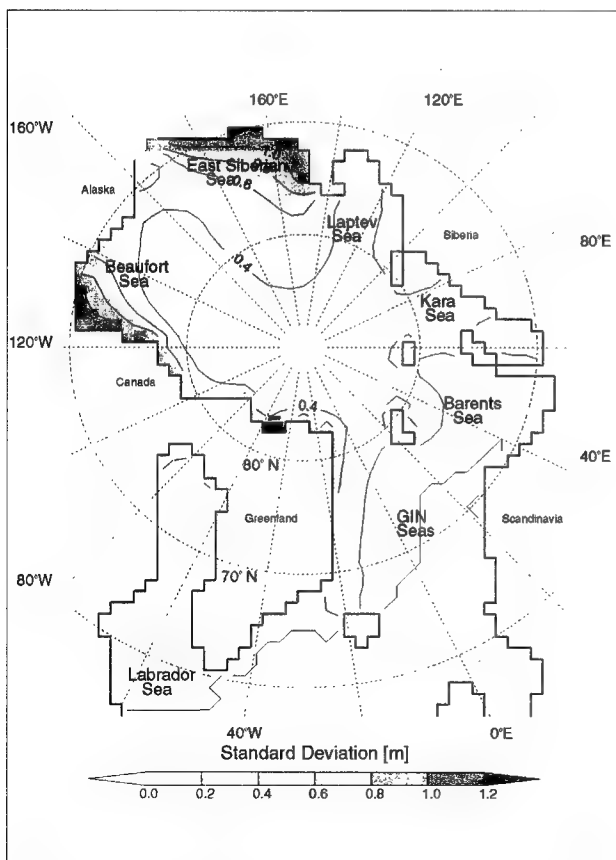 160°E
120°E
160°W
East Siberian
Sea
0.6
Alaska
Laptev
Sea
Siberia
80°E
0.4
Beaufort
Sea
Kara
Sea
120°W
Canada
0.4
Barents
Sea
80° N
40°E
Greenland
GIN
Seas
Scandinavia
80°W
70° N
Labrador
Sea
40°W
0°E
Standard Deviation [m]
0.0 0.2 0.4 0.6 0.8 1.0 1.2